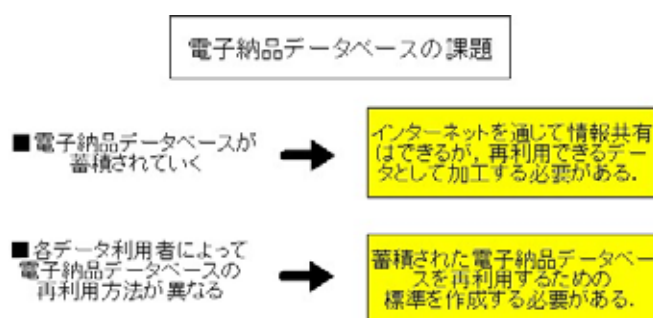 電子納品データベースの課題
■電子納品データベースが
蓄積されていく
インターネットを通じて情報共有
はできるが，再利用できるデー
タとして加工する必要がある．
■各データ利用者によって
電子納品データベースの
再利用方法が異なる
蓄積された電子納品データベー
スを再利用するための
標準を作成する必要がある．